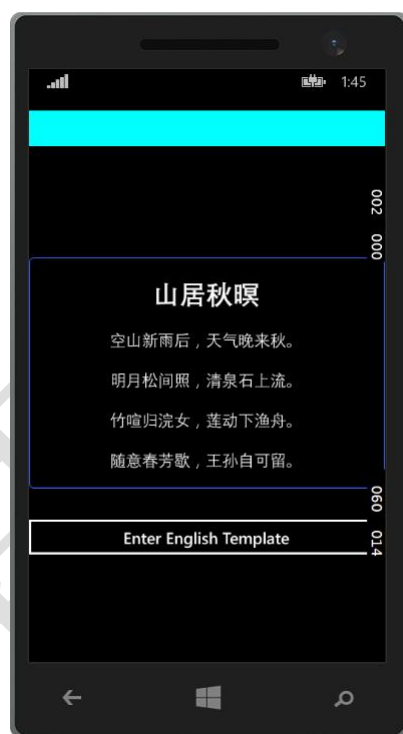 1:45
002
000
山居秋暝
空山新雨后，天气晚来秋。
明月松间照，清泉石上流。
竹喧归浣女，莲动下渔舟。
随意春芳歇，王孙自可留。
060
Enter English Template
014